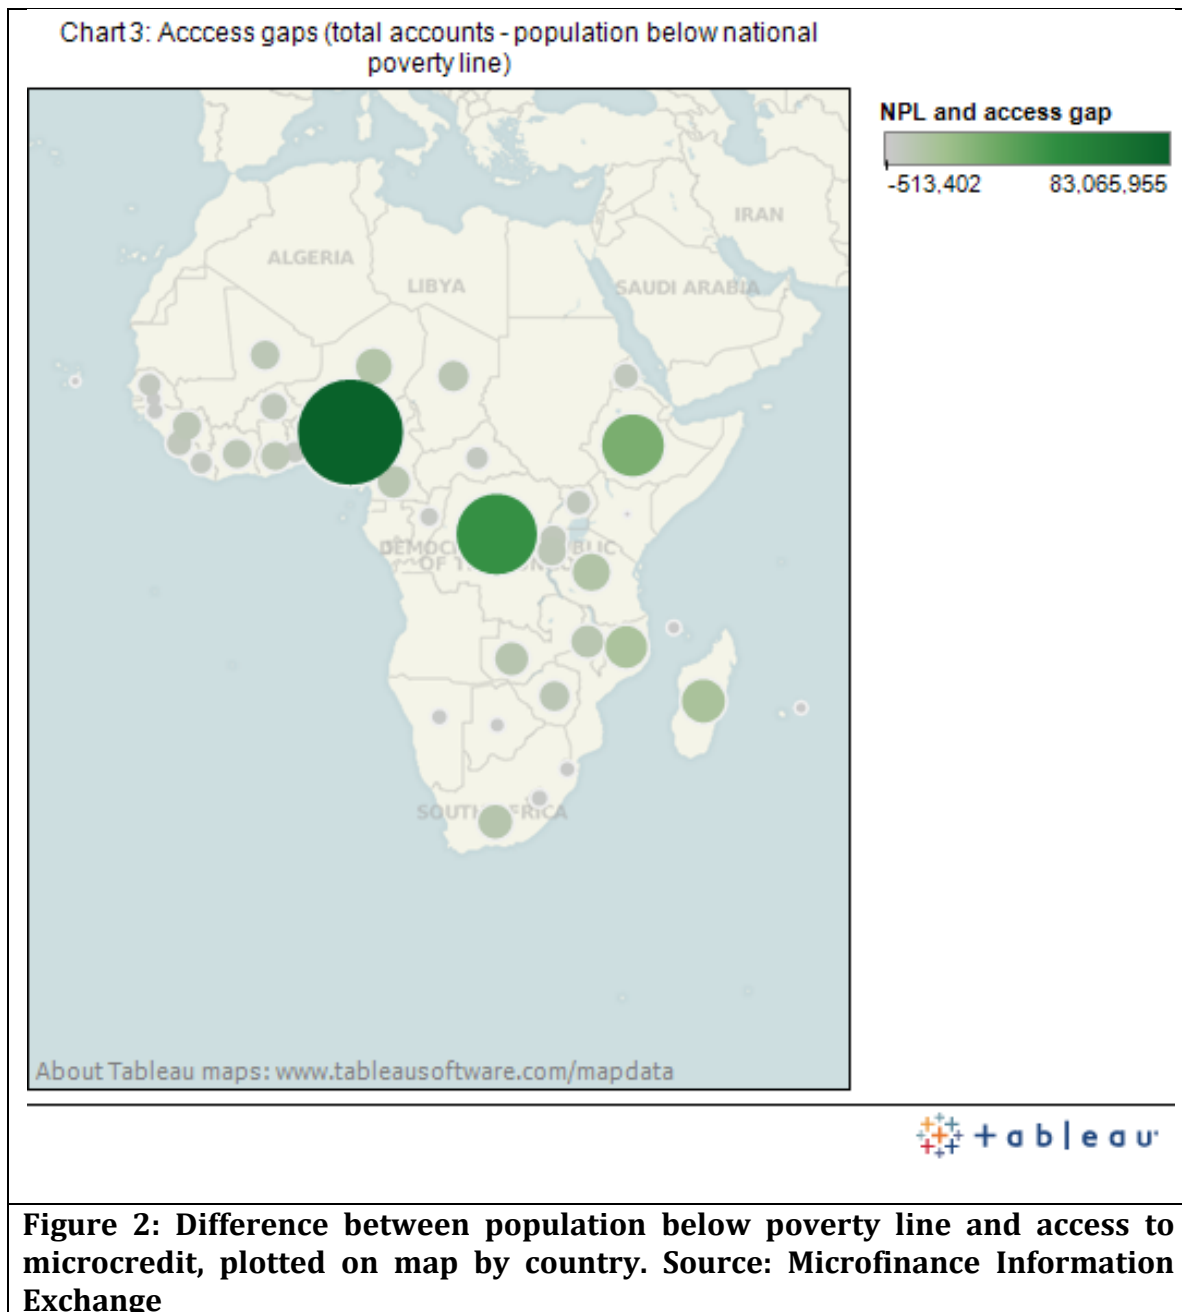 Chart 3: Acccess gaps (total accounts - population below national
poverty line)
NPL and access gap
-513,402 83,065,955
IRAN
ALGERIA
LIBYA
SAUDI ARABIA
SOUTH AFRICA
About Tableau maps: www.tableausoftware.com/mapdata
+ a b l e a u
Figure 2: Difference between population below poverty line and access to
microcredit, plotted on map by country. Source: Microfinance Information
Exchange